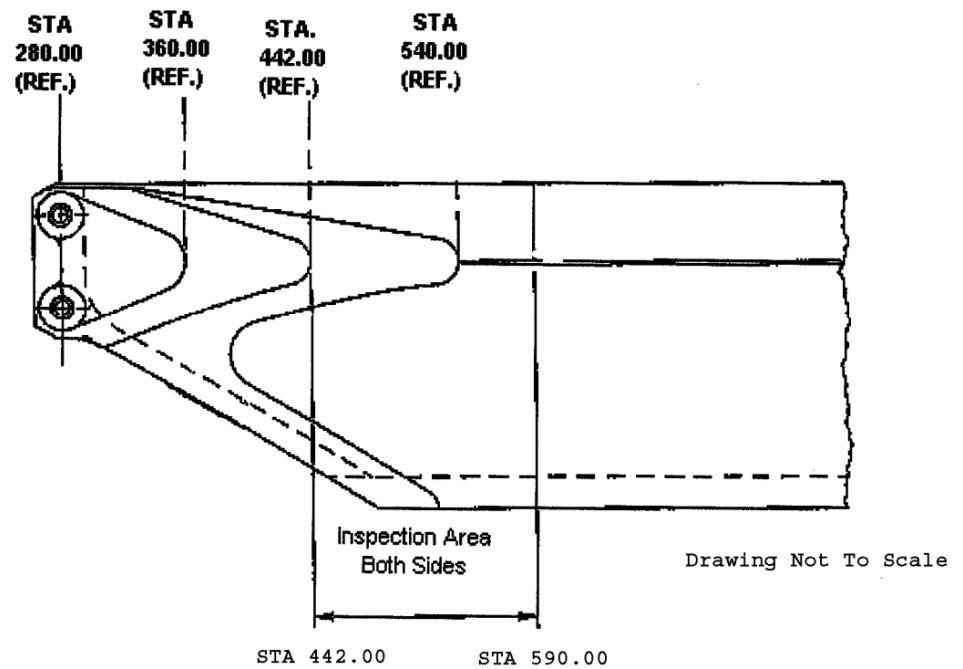 STA
280.00
(REF.)
STA
360.00
(REF.)
STA.
442.00
(REF.)
STA
540.00
(REF.)
Inspection Area
Both Sides
Drawing Not To Scale
STA 442.00
STA 590.00